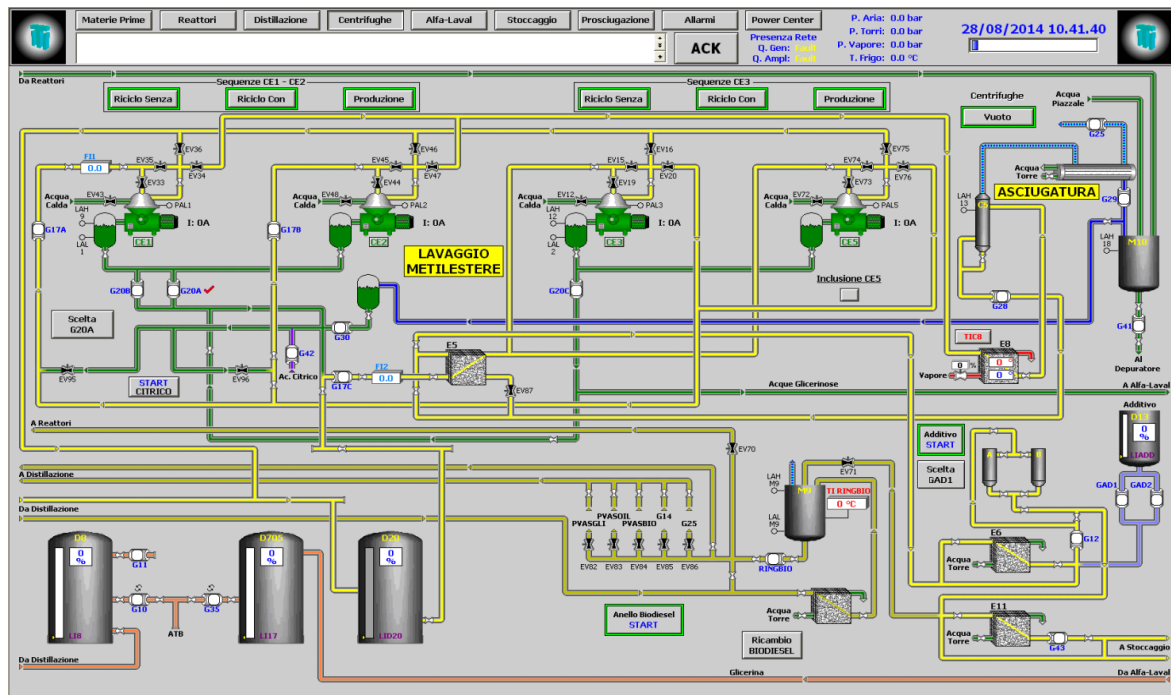 Materie Prime
Reattori
Distillazione
Centrifughe
Alfa-Laval
Stoccaggio
Prosciugazione
Allarmi
Power Center
ACK
P. Aria: 0.0 bar
P. Torri: 0.0 bar
Presenza Rete
P. Vapore: 0.0 bar
Q. Gen: Fault
Q. Ampl: Fault
T. Frigo: 0.0 °C
28/08/2014 10.41.40
Da Reattori
Sequenze CE1 - CE2
Riciclo Senza
Riciclo Con
Produzione
Sequenze CE3
Riciclo Senza
Riciclo Con
Produzione
Centrifughe
Vuoto
Acqua
Piazzale
G25
EV36
EV46
EV16
EV75
FI1
0.0
EV35
EV34
EV33
EV45
EV47
EV44
EV15
EV20
EV19
EV74
EV76
EV73
Acqua
Torre
ASCIUGATURA
G29
Acqua
Calda
EV43
PAL1
LAH
9
LAL
1
I: 0A
CE1
G17A
Acqua
Calda
EV48
PAL2
I: 0A
CE2
G17B
Acqua
Calda
EV12
PAL3
LAH
12
LAL
2
I: 0A
CE3
Acqua
Calda
EV72
PAL5
I: 0A
CE5
LAH
13
C5
LAH
18
M18
LAVAGGIO
METILESTERE
Inclusione CE5
G20B
G20A
G20C
G28
Scelta
G20A
G30
G42
Ac. Citrico
E5
TIC8
E8
0 °
0 °
0 %
Vapore
G41
Al
Depuratore
EV95
START
CITRICO
EV96
G17C
FI2
0.0
EV87
Acque Glicerinose
A Alfa-Laval
A Reattori
EV70
Additivo
START
Scelta
GAD1
A
B
Additivo
D13
0
%
LIADD
GAD1
GAD2
A Distillazione
Da Distillazione
PVASGLI
PVASOIL
PVASBIO
G14
G25
EV82
EV83
EV84
EV85
EV86
LAH
M9
LAL
M9
M9
EV71
TI RINGBIO
0 °C
RINGBIO
D8
0
%
LI8
G11
G10
G35
ATB
D705
0
%
LI17
D20
0
%
LID20
Anello Biodiesel
START
Acqua
Torre
Ricambio
BIODIESEL
E6
Acqua
Torre
G12
E11
Acqua
Torre
G43
A Stoccaggio
Da Distillazione
Glicerina
Da Alfa-Laval